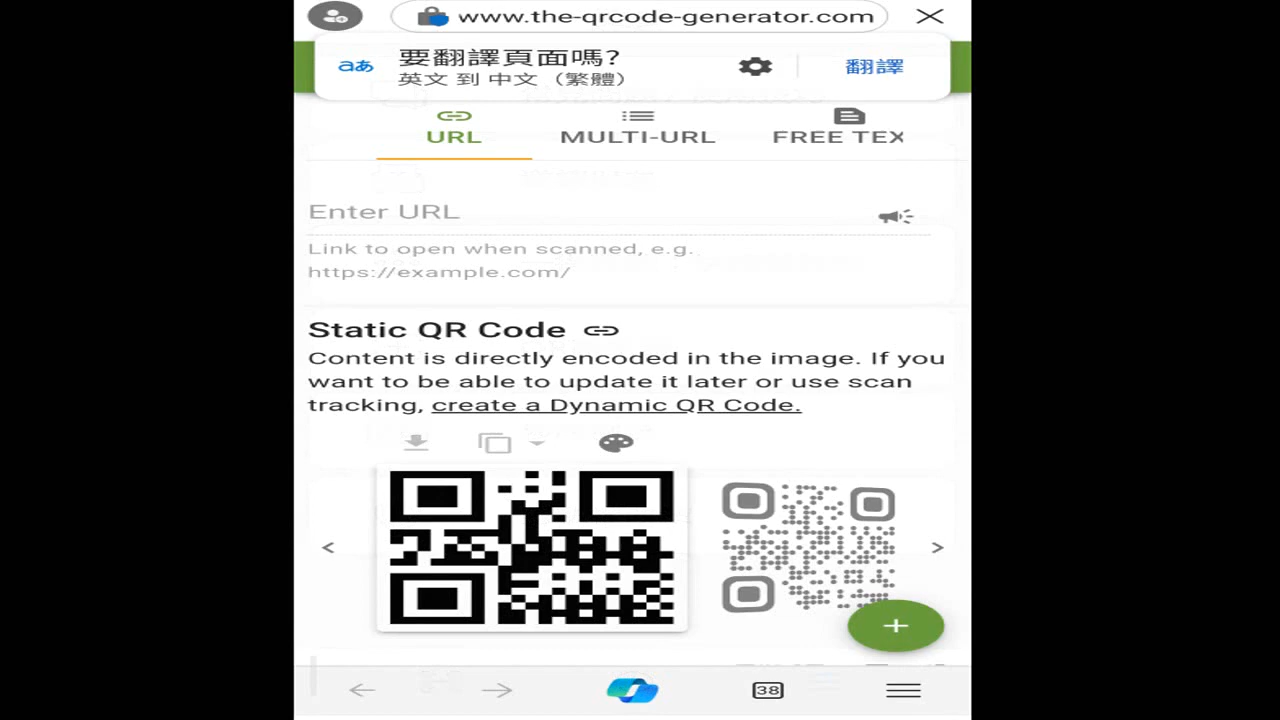 www.the-qrcode-generator.com
要翻譯頁面嗎?
英文 到 中文 （繁體）
翻譯
URL
MULTI-URL
FREE TEX
Enter URL
Link to open when scanned, e.g.
https://example.com/
Static QR Code
Content is directly encoded in the image. If you
want to be able to update it later or use scan
tracking, create a Dynamic QR Code.
38